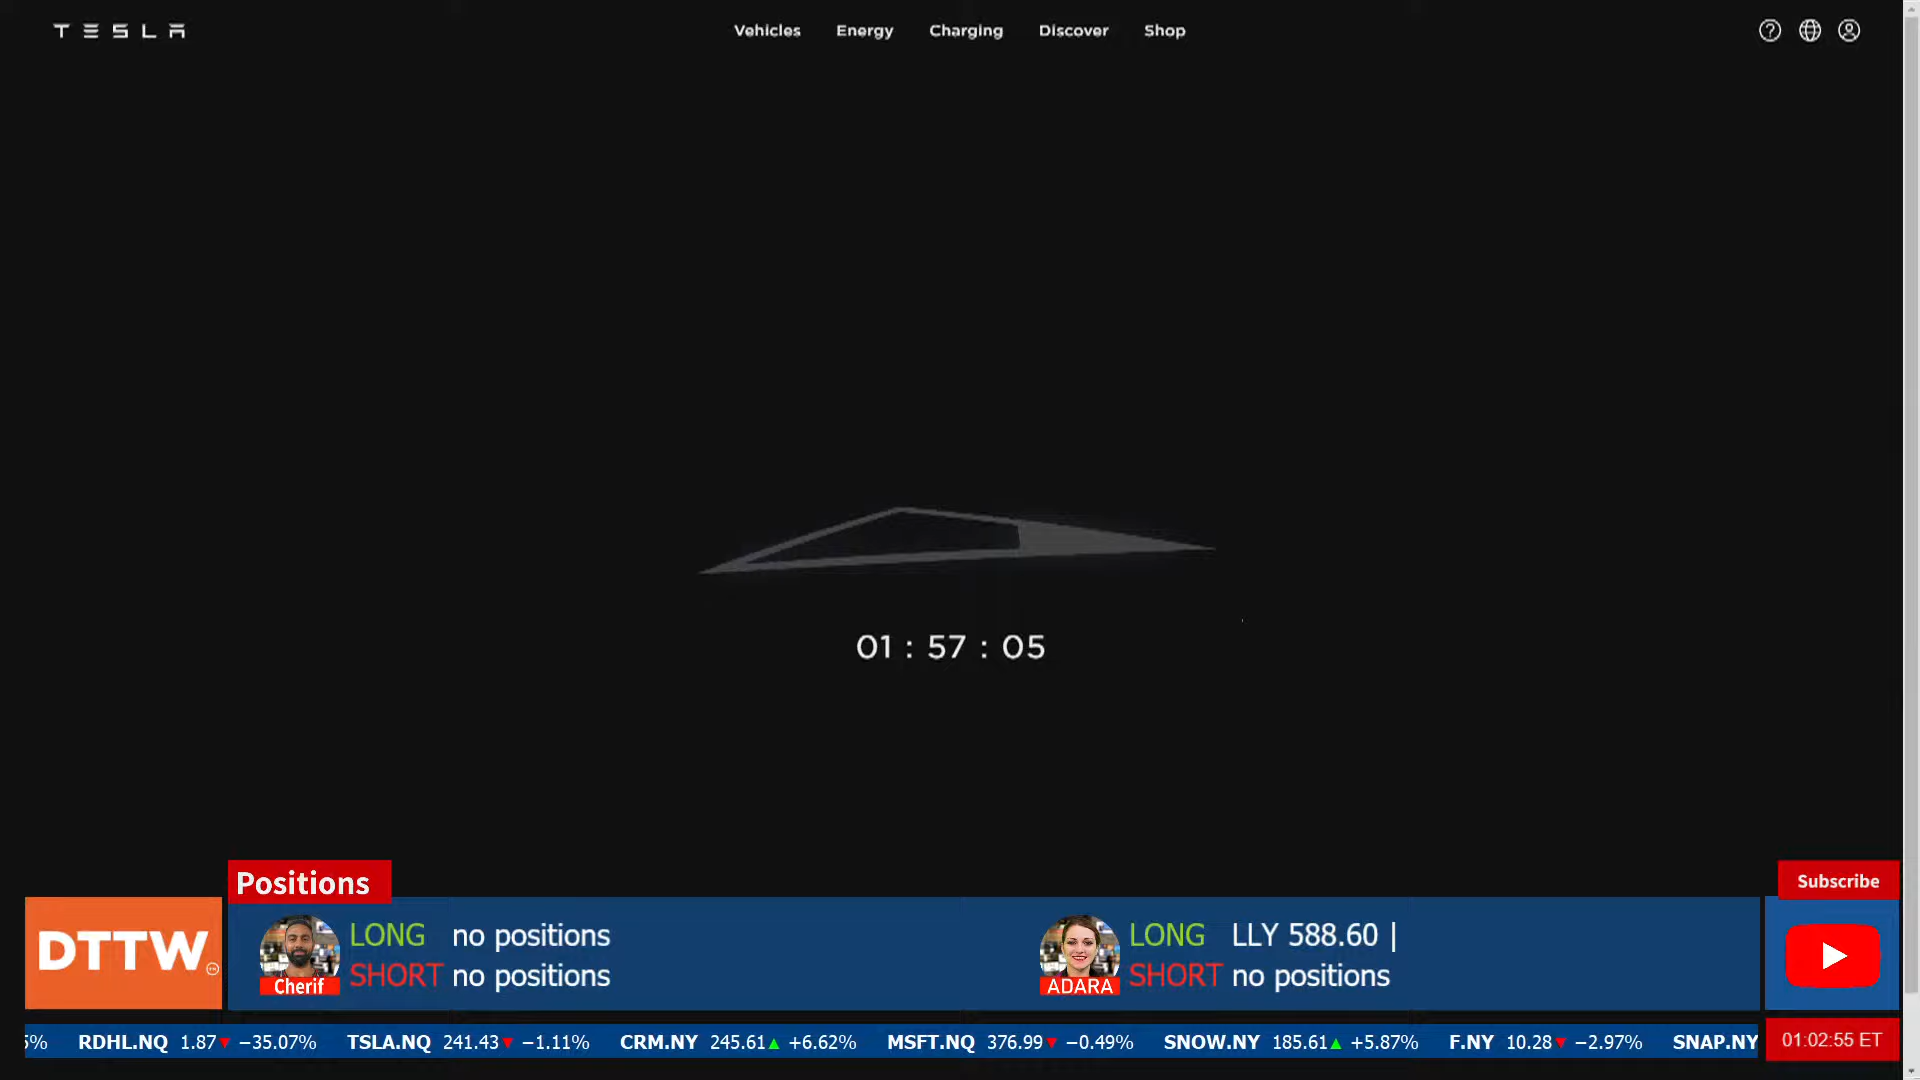 TESLA
Vehicles Energy Charging Discover Shop
01 : 57 : 05
Positions
Subscribe
DTTW
LONG no positions
SHORT no positions
Cherif
LONG LLY 588.60 |
SHORT no positions
ADARA
5% RDHL.NQ 1.87▼ −35.07% TSLA.NQ 241.43▼ −1.11% CRM.NY 245.61▲ +6.62% MSFT.NQ 376.99▼ −0.49% SNOW.NY 185.61▲ +5.87% F.NY 10.28▼ −2.97% SNAP.NY
01:02:55 ET